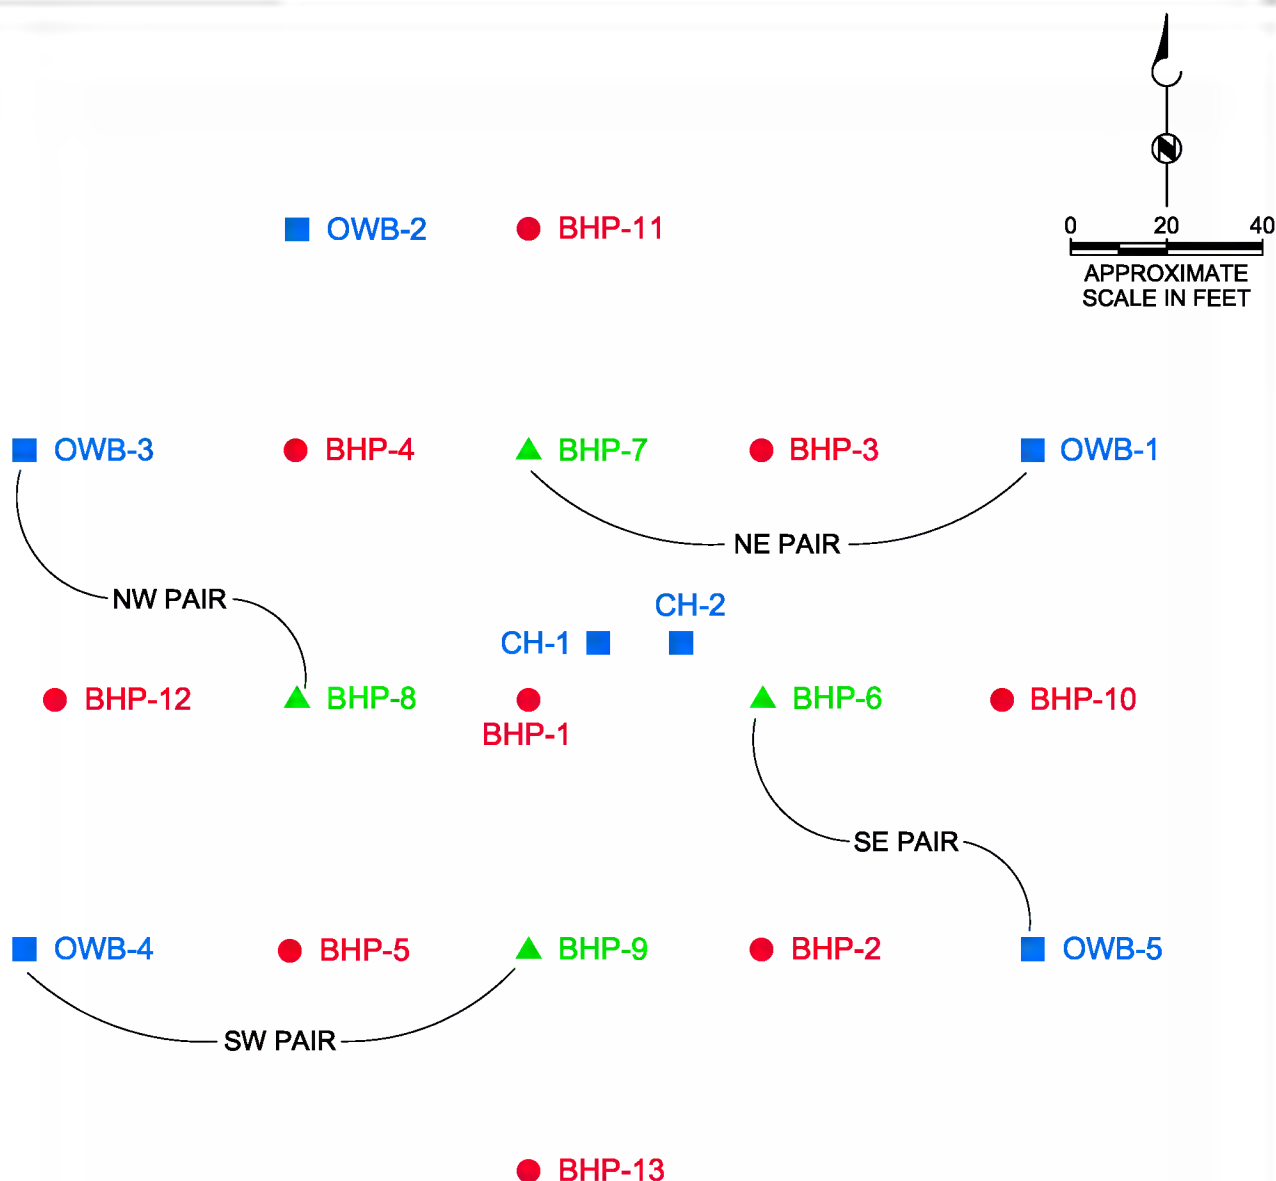 N
0 20 40
APPROXIMATE
SCALE IN FEET
OWB-2 BHP-11
OWB-3 BHP-4 BHP-7 BHP-3 OWB-1
NE PAIR
NW PAIR
CH-2
CH-1
BHP-12 BHP-8 BHP-6 BHP-10
BHP-1
SE PAIR
OWB-4 BHP-5 BHP-9 BHP-2 OWB-5
SW PAIR
BHP-13